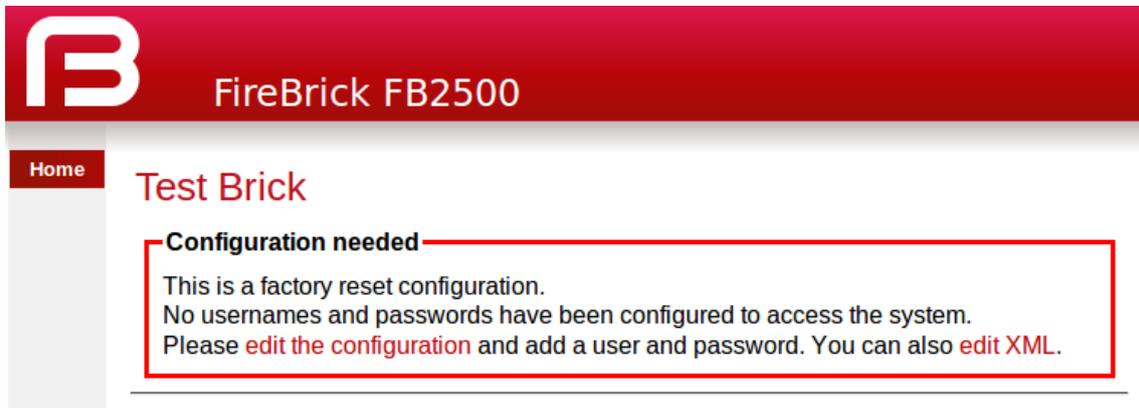 FireBrick FB2500
Home
Test Brick
Configuration needed
This is a factory reset configuration.
No usernames and passwords have been configured to access the system.
Please edit the configuration and add a user and password. You can also edit XML.